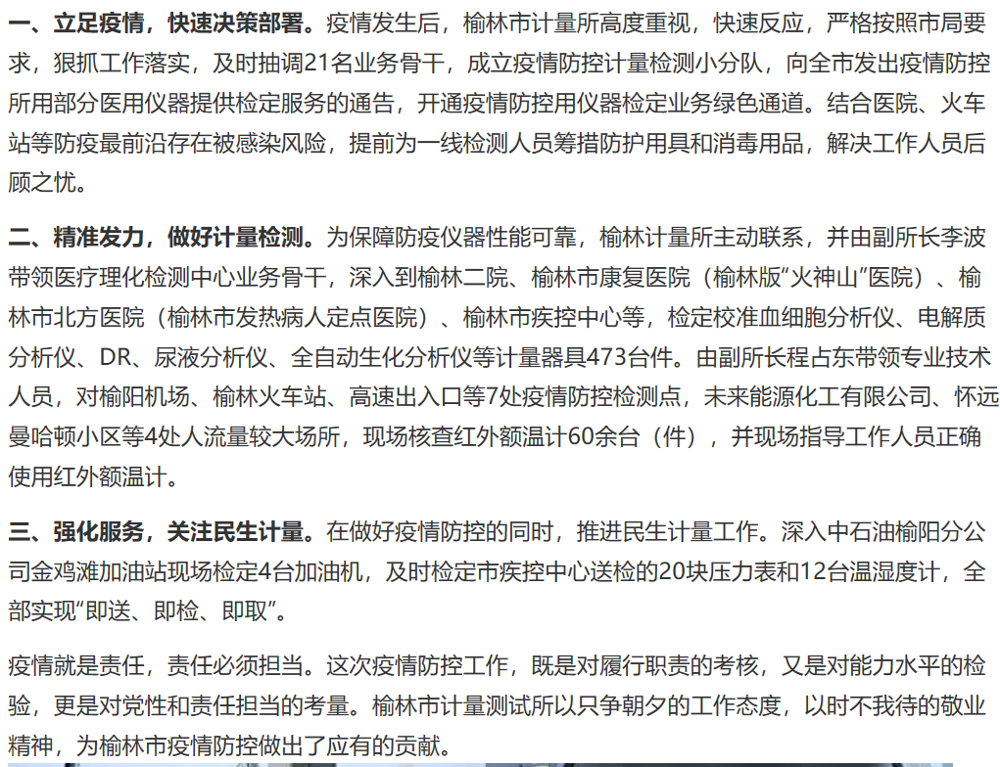 一、立足疫情，快速决策部署。疫情发生后，榆林市计量所高度重视，快速反应，严格按照市局要
求，狠抓工作落实，及时抽调21名业务骨干，成立疫情防控计量检测小分队，向全市发出疫情防控
所用部分医用仪器提供检定服务的通告，开通疫情防控用仪器检定业务绿色通道。结合医院、火车
站等防疫最前沿存在被感染风险，提前为一线检测人员筹措防护用具和消毒用品，解决工作人员后
顾之忧。
二、精准发力，做好计量检测。为保障防疫仪器性能可靠，榆林计量所主动联系，并由副所长李波
带领医疗理化检测中心业务骨干，深入到榆林二院、榆林市康复医院（榆林版“火神山”医院）、榆
林市北方医院（榆林市发热病人定点医院）、榆林市疾控中心等，检定校准血细胞分析仪、电解质
分析仪、DR、尿液分析仪、全自动生化分析仪等计量器具473台件。由副所长程占东带领专业技术
人员，对榆阳机场、榆林火车站、高速出入口等7处疫情防控检测点，未来能源化工有限公司、怀远
曼哈顿小区等4处人流量较大场所，现场核查红外额温计60余台（件），并现场指导工作人员正确
使用红外额温计。
三、强化服务，关注民生计量。在做好疫情防控的同时，推进民生计量工作。深入中石油榆阳分公
司金鸡滩加油站现场检定4台加油机，及时检定市疾控中心送检的20块压力表和12台温湿度计，全
部实现“即送、即检、即取”。
疫情就是责任，责任必须担当。这次疫情防控工作，既是对履行职责的考核，又是对能力水平的检
验，更是对党性和责任担当的考量。榆林市计量测试所以只争朝夕的工作态度，以时不我待的敬业
精神，为榆林市疫情防控做出了应有的贡献。